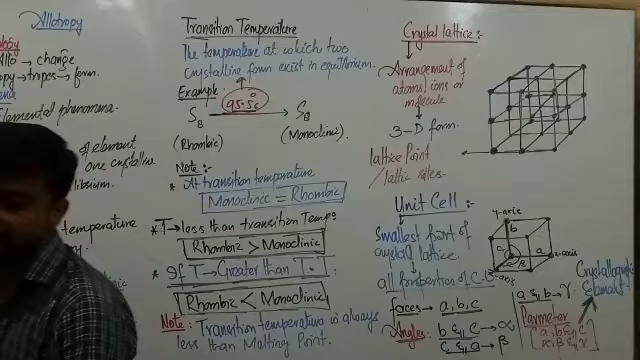 Allotropy
Allo → change
→ form.
Elemental phenomena.
of element
one crystalline
temperature
Transition Temperature
The temperature at which two
crystalline form exist in equilibrium.
Example:
S8 95.5°C S8
(Rhombic) (Monoclinic).
Note:-
* At transition temperature
Monoclinic = Rhombic
* T → less than transition Temp:
Rhombic > Monoclinic
* If T → Greater than T.T:
Rhombic < Monoclinic
Note: Transition temperature is always
less than Melting Point.
Crystal lattice:-
Arrangement of
atoms, ions or
molecule
3-D form.
lattice Point
/lattice sites.
Unit Cell:-
Smallest part of
crystal lattice.
all properties of C.
faces → a, b, c
Angles: b & c → α
c & a → β
a & b → γ
y-axis
x-axis
b
c
a
Crystallographic
Element
Parmeter
[a, b & c]
[α, β & γ]